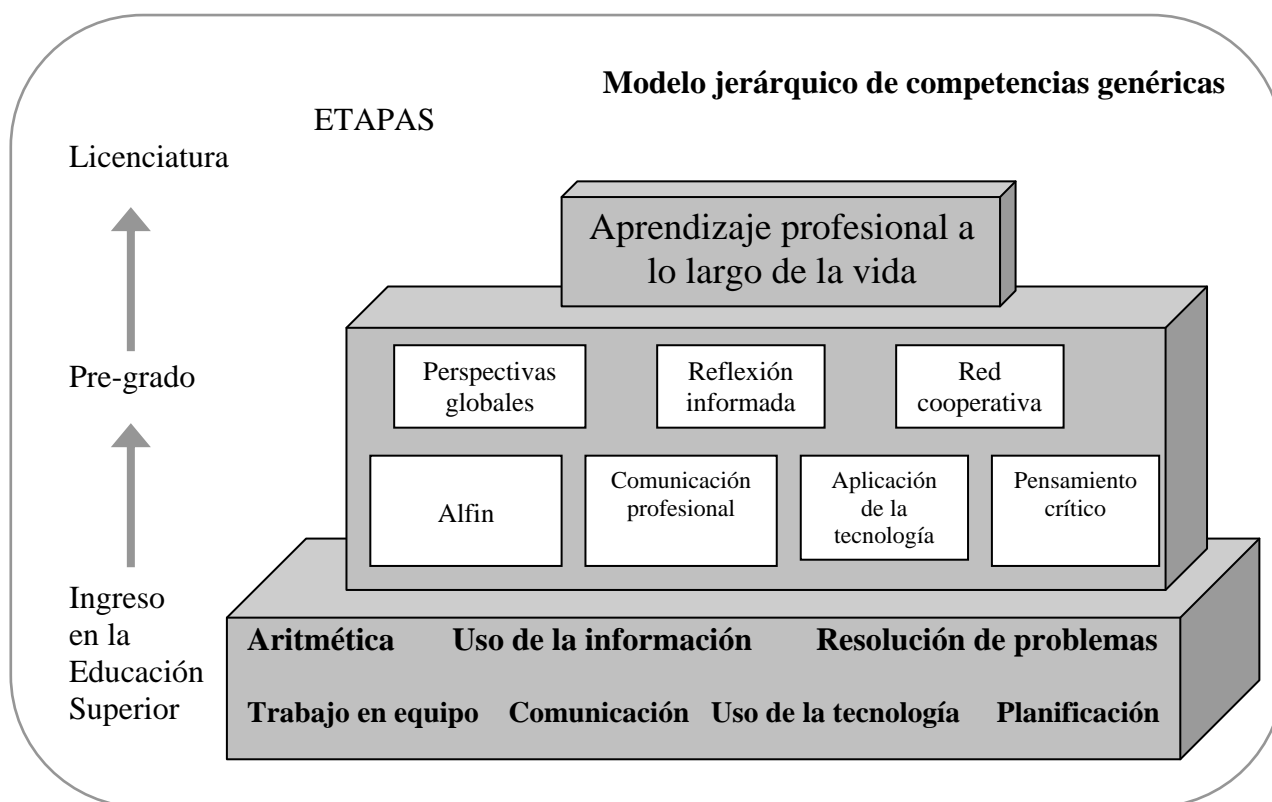 Modelo jerárquico de competencias genéricas
ETAPAS
Licenciatura
Aprendizaje profesional a
lo largo de la vida
Pre-grado
Perspectivas
globales
Reflexión
informada
Red
cooperativa
Alfin
Comunicación
profesional
Aplicación
de la
tecnología
Pensamiento
crítico
Ingreso
en la
Educación
Superior
Aritmética Uso de la información Resolución de problemas
Trabajo en equipo Comunicación Uso de la tecnología Planificación